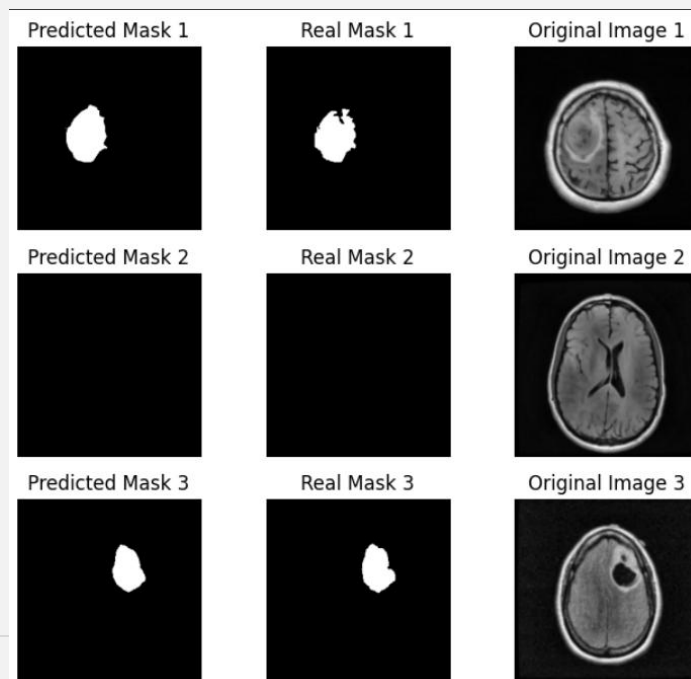 Predicted Mask 1 Real Mask 1 Original Image 1
Predicted Mask 2 Real Mask 2 Original Image 2
Predicted Mask 3 Real Mask 3 Original Image 3